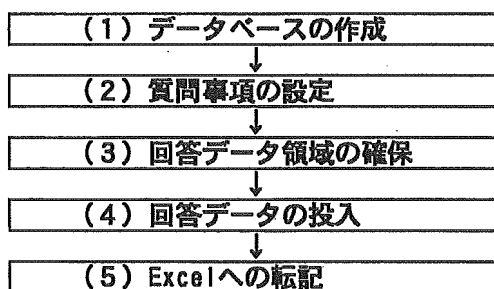 (1) データベースの作成
↓
(2) 質問事項の設定
↓
(3) 回答データ領域の確保
↓
(4) 回答データの投入
↓
(5) Excelへの転記